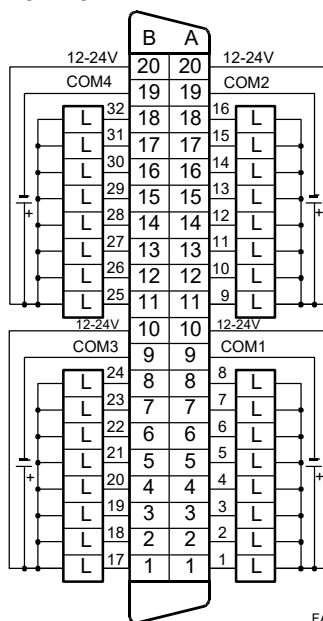 B A
12-24V 20 20 12-24V
COM4 19 19 COM2
L 32 18 18 16 L
L 31 17 17 15 L
L 30 16 16 14 L
L 29 15 15 13 L
+ L 28 14 14 12 L +
L 27 13 13 11 L
L 26 12 12 10 L
L 25 11 11 9 L
12-24V 10 10 12-24V
COM3 9 9 COM1
L 24 8 8 8 L
L 23 7 7 7 L
L 22 6 6 6 L
L 21 5 5 5 L
+ L 20 4 4 4 L +
L 19 3 3 3 L
L 18 2 2 2 L
L 17 1 1 1 L